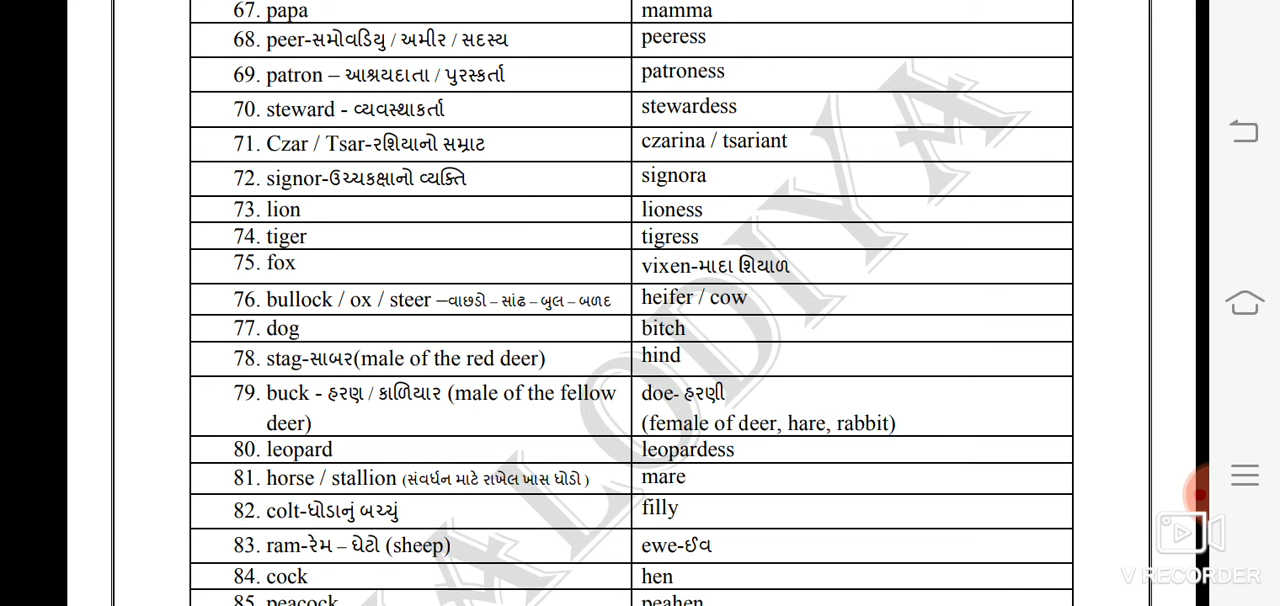 67. papa mamma
68. peer-સમોવડિયુ / અમીર / સદસ્ય peeress
69. patron – આશ્રયદાતા / પુરસ્કર્તા patroness
70. steward - વ્યવસ્થાકર્તા stewardess
71. Czar / Tsar-રશિયાનો સમ્રાટ czarina / tsariant
72. signor-ઉચ્ચકક્ષાનો વ્યક્તિ signora
73. lion lioness
74. tiger tigress
75. fox vixen-માદા શિયાળ
76. bullock / ox / steer –વાછડો – સાંઢ – બુલ – બળદ heifer / cow
77. dog bitch
78. stag-સાબર(male of the red deer) hind
79. buck - હરણ / કાળિયાર (male of the fellow doe- હરણી
deer) (female of deer, hare, rabbit)
80. leopard leopardess
81. horse / stallion (સંવર્ધન માટે રાખેલ ખાસ ઘોડો ) mare
82. colt-ઘોડાનું બચ્ચું filly
83. ram-રેમ – ઘેટો (sheep) ewe-ઈવ
84. cock hen
85. peacock peahen
ALODIYA
V RECORDER